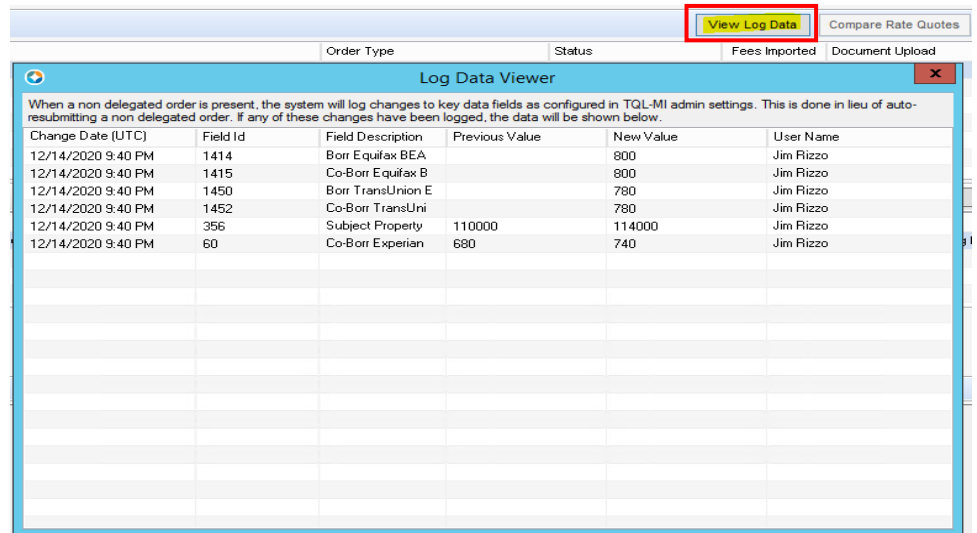 View Log Data Compare Rate Quotes
Order Type Status Fees Imported Document Upload
Log Data Viewer x
When a non delegated order is present, the system will log changes to key data fields as configured in TQL-MI admin settings. This is done in lieu of auto-
resubmitting a non delegated order. If any of these changes have been logged, the data will be shown below.
Change Date (UTC) Field Id Field Description Previous Value New Value User Name
12/14/2020 9:40 PM 1414 Borr Equifax BEA 800 Jim Rizzo
12/14/2020 9:40 PM 1415 Co-Borr Equifax B 800 Jim Rizzo
12/14/2020 9:40 PM 1450 Borr TransUnion E 780 Jim Rizzo
12/14/2020 9:40 PM 1452 Co-Borr TransUni 780 Jim Rizzo
12/14/2020 9:40 PM 356 Subject Property 110000 114000 Jim Rizzo
12/14/2020 9:40 PM 60 Co-Borr Experian 680 740 Jim Rizzo